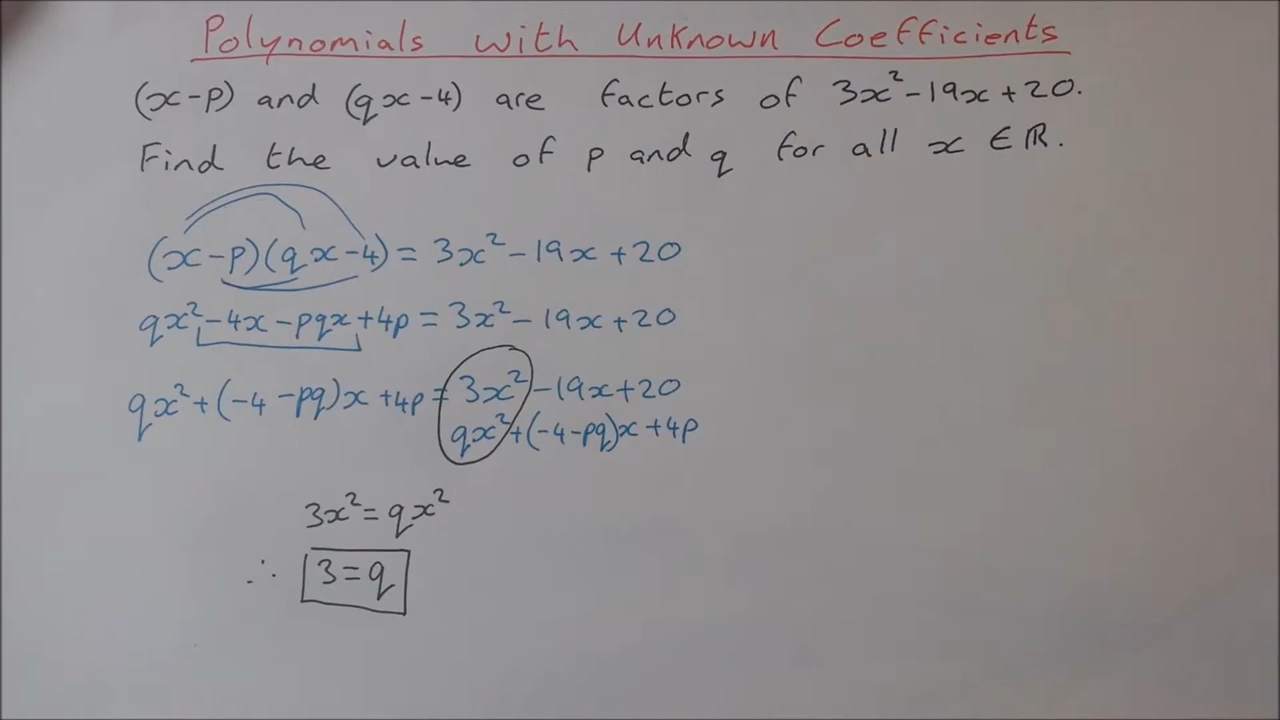 Polynomials with Unknown Coefficients
(x-p) and (qx-4) are factors of 3x²-19x+20.
Find the value of p and q for all x ∈ ℝ.
(x-p)(qx-4)=3x²-19x+20
qx²-4x-pqx+4p=3x²-19x+20
qx²+(-4-pq)x+4p=3x²-19x+20
qx²+(-4-pq)x+4p
3x²=qx²
∴ 3=q